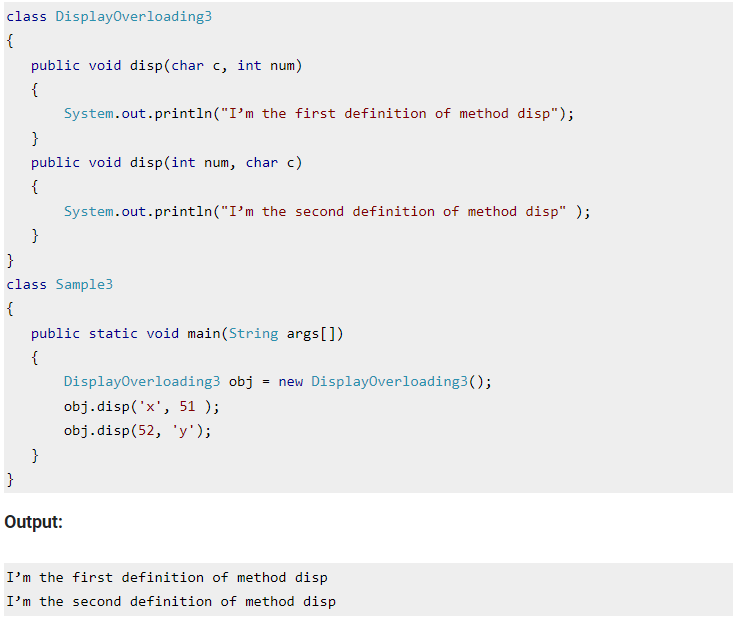 class DisplayOverloading3
{
   public void disp(char c, int num)
   {
       System.out.println("I’m the first definition of method disp");
   }
   public void disp(int num, char c)
   {
       System.out.println("I’m the second definition of method disp" );
   }
}
class Sample3
{
   public static void main(String args[])
   {
       DisplayOverloading3 obj = new DisplayOverloading3();
       obj.disp('x', 51 );
       obj.disp(52, 'y');
   }
}
Output:
I’m the first definition of method disp
I’m the second definition of method disp